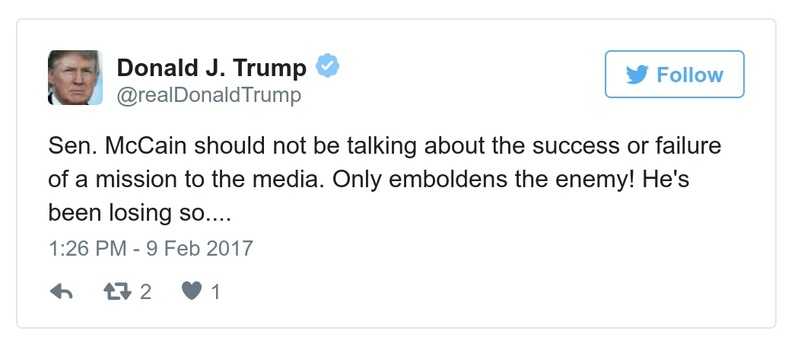 Donald J. Trump
@realDonaldTrump
Follow
Sen. McCain should not be talking about the success or failure
of a mission to the media. Only emboldens the enemy! He's
been losing so....
1:26 PM - 9 Feb 2017
2 1